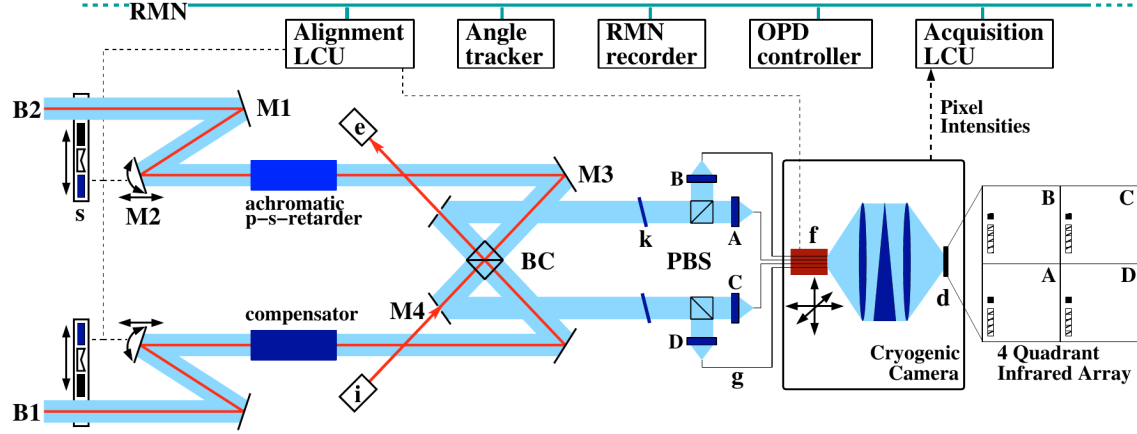 RMN
Alignment
LCU
Angle
tracker
RMN
recorder
OPD
controller
Acquisition
LCU
B2
M1
e
Pixel
Intensities
s
M2
achromatic
p−s−retarder
M3
B
k
A
f
B
C
A
D
BC
PBS
C
d
M4
compensator
D
g
Cryogenic
Camera
4 Quadrant
Infrared Array
B1
i